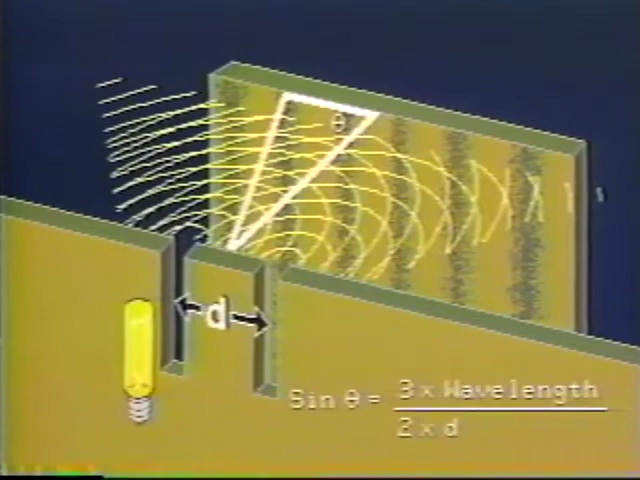 θ
d
Sin θ = 3 x Wavelength
2 x d